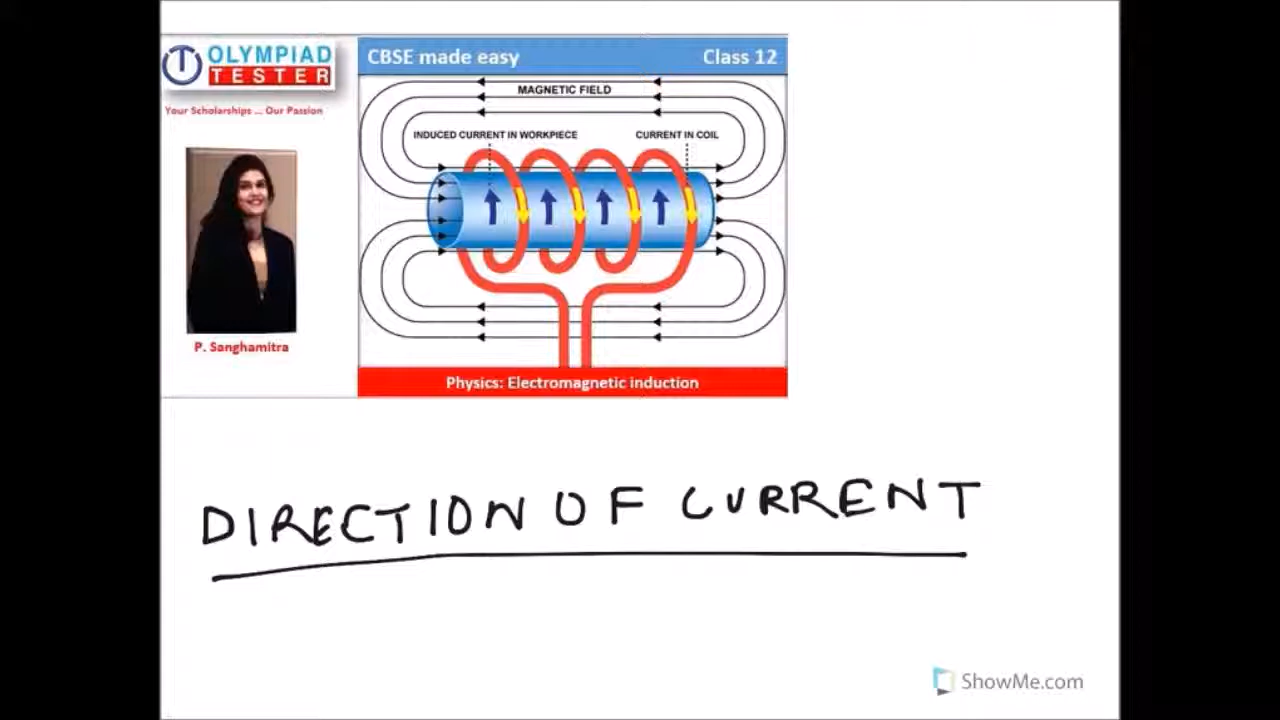 OLYMPIAD
TESTER
Your Scholarships ... Our Passion
P. Sanghamitra
CBSE made easy Class 12
MAGNETIC FIELD
INDUCED CURRENT IN WORKPIECE CURRENT IN COIL
Physics: Electromagnetic induction
DIRECTION OF CURRENT
ShowMe.com